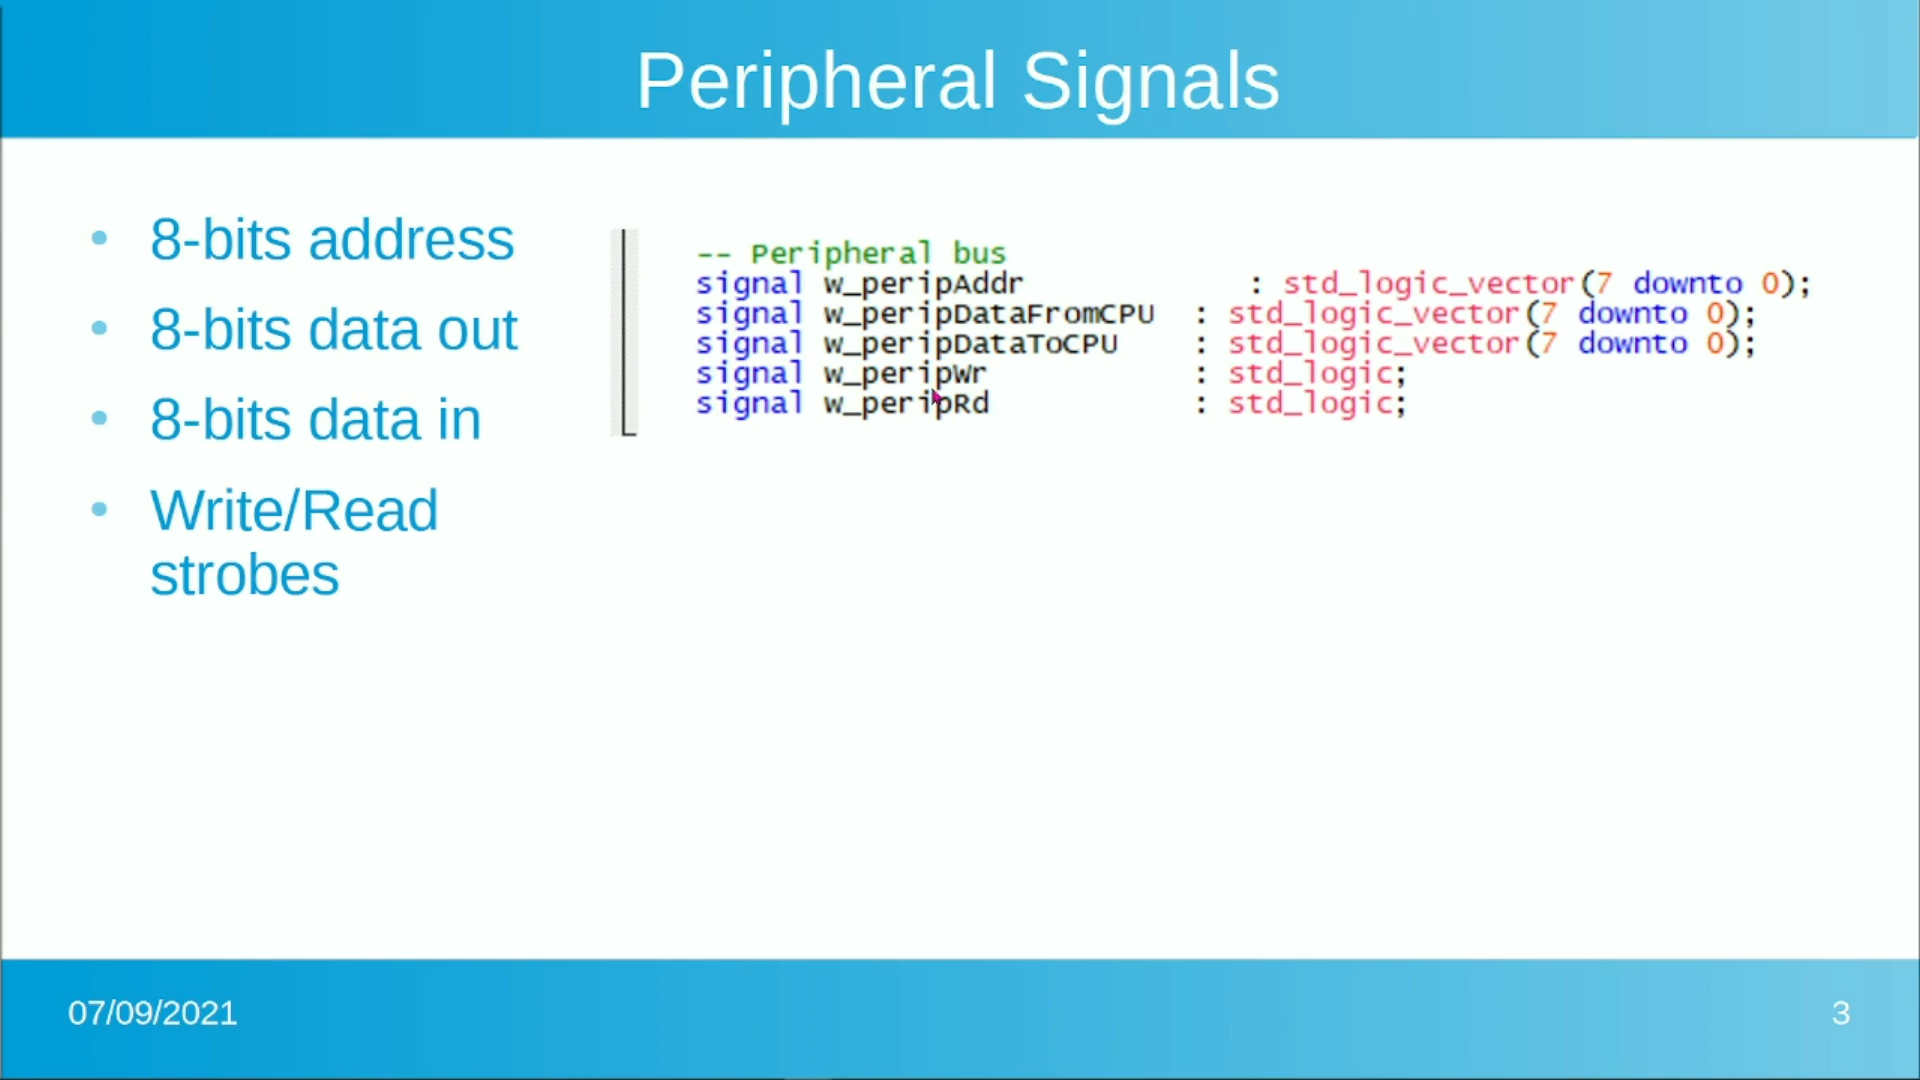 Peripheral Signals
• 8-bits address
• 8-bits data out
• 8-bits data in
• Write/Read
strobes
-- Peripheral bus
signal w_peripAddr : std_logic_vector(7 downto 0);
signal w_peripDataFromCPU : std_logic_vector(7 downto 0);
signal w_peripDataToCPU : std_logic_vector(7 downto 0);
signal w_peripWr : std_logic;
signal w_peripRd : std_logic;
07/09/2021
3